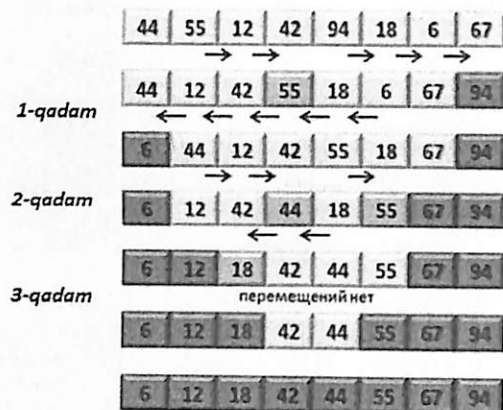 44 55 12 42 94 18 6 67
44 12 42 55 18 6 67 94
1-qadam
6 44 12 42 55 18 67 94
2-qadam
6 12 42 44 18 55 67 94
6 12 18 42 44 55 67 94
3-qadam
перемещений нет
6 12 18 42 44 55 67 94
6 12 18 42 44 55 67 94